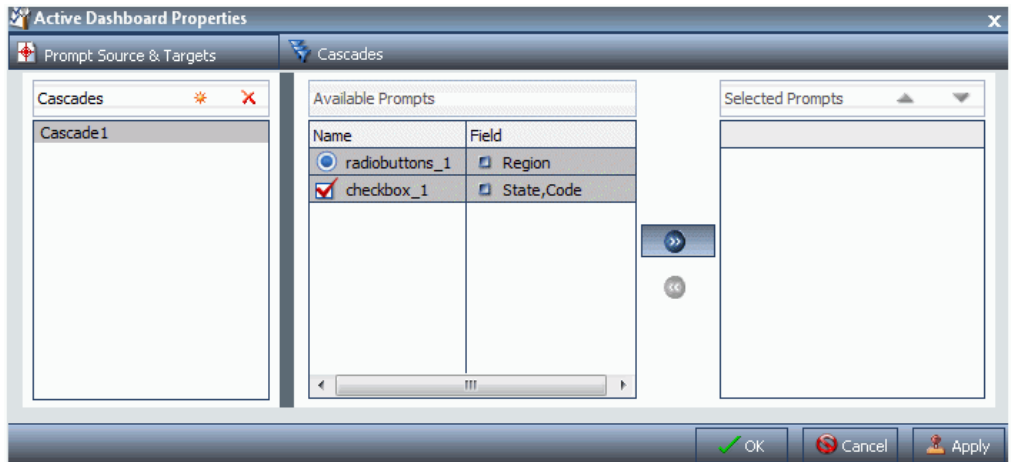 Active Dashboard Properties
x
Prompt Source & Targets
Cascades
Cascades
Available Prompts
Selected Prompts
Cascade1
Name Field
radiobuttons_1 Region
checkbox_1 State,Code
OK Cancel Apply